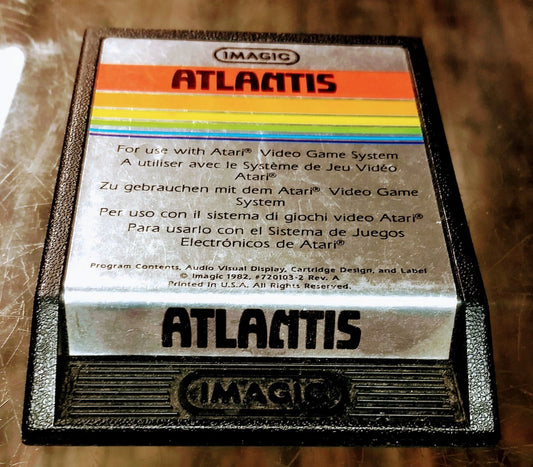 IMAGIC
ATLANTIS
For use with Atari® Video Game System
A utiliser avec le Système de Jeu Vidéo
Atari®
Zu gebrauchen mit dem Atari® Video Game
System
Per uso con il sistema di giochi video Atari®
Para usarlo con el Sistema de Juegos
Electrónicos de Atari®
Program Contents, Audio Visual Display, Cartridge Design, and Label
© Imagic 1982, #720103-2 Rev. A
Printed in U.S.A. All Rights Reserved.
ATLANTIS
IMAGIC